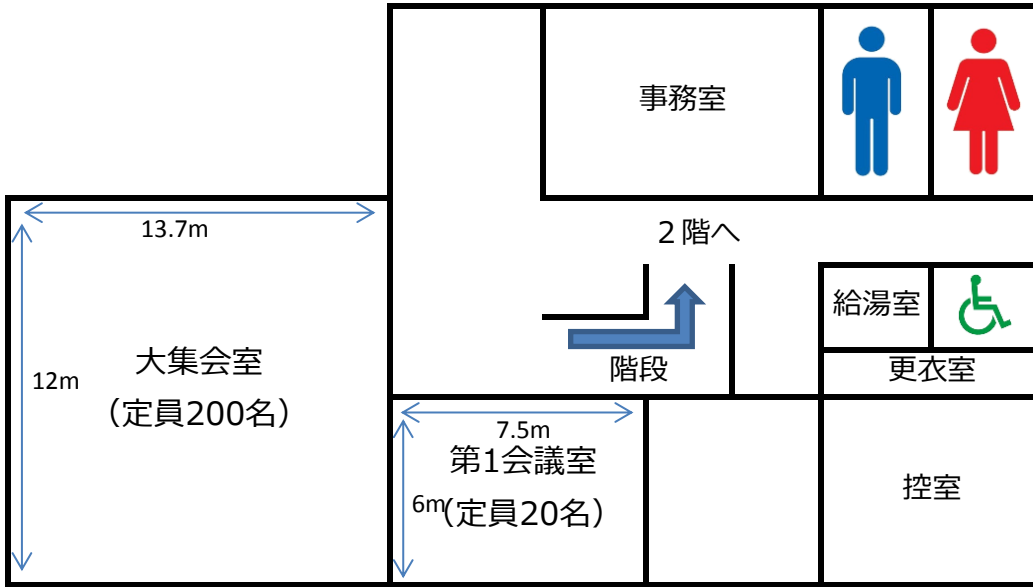 事務室
13.7m
２階へ
給湯室
12m
大集会室
（定員200名）
階段
更衣室
7.5m
第1会議室
6m
（定員20名）
控室